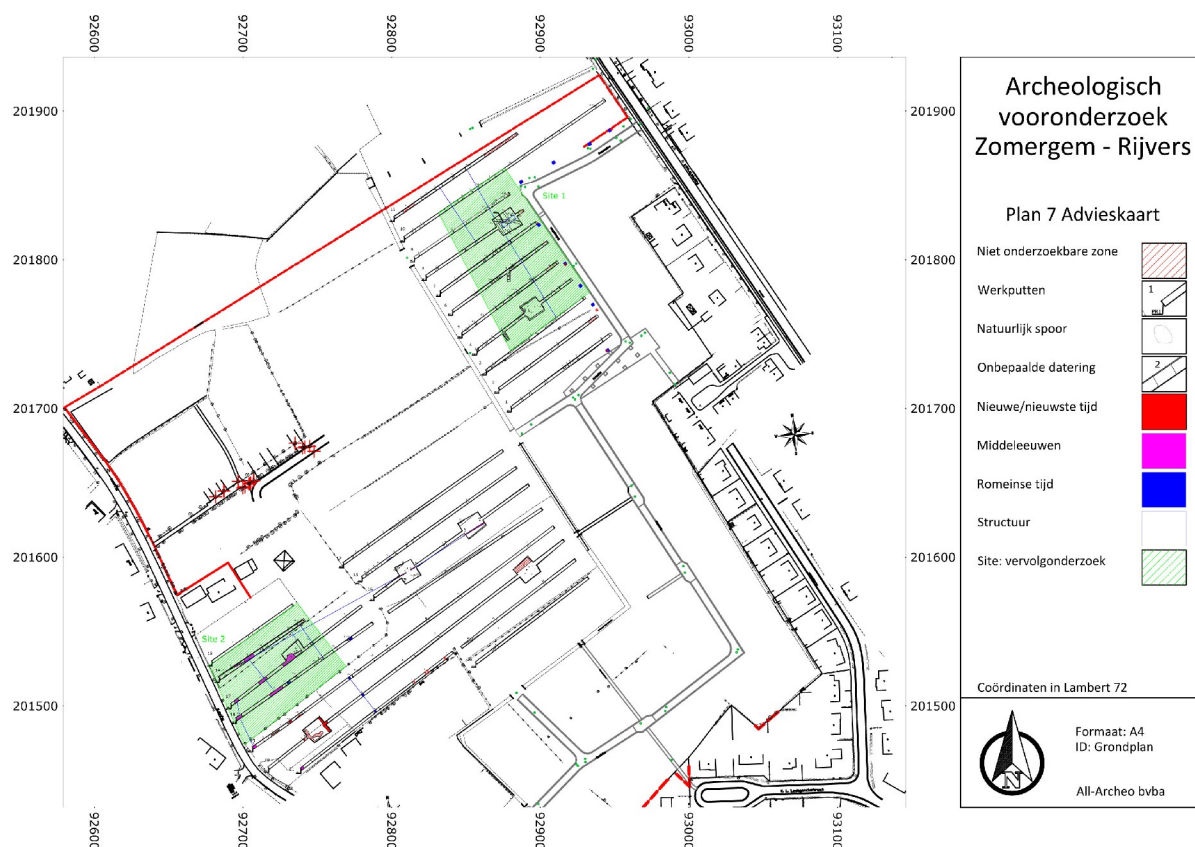 92600
92700
92800
92900
93000
93100
201900
201900
201800
201800
201700
201700
201600
201600
201500
201500
Site 1
Site 2
92600
92700
92800
92900
93000
93100
Archeologisch
vooronderzoek
Zomergem - Rijvers
Plan 7 Advieskaart
Niet onderzoekbare zone
Werkputten
1
Natuurlijk spoor
Onbepaalde datering
2
Nieuwe/nieuwste tijd
Middeleeuwen
Romeinse tijd
Structuur
Site: vervolgonderzoek
Coördinaten in Lambert 72
N
Formaat: A4
ID: Grondplan
All-Archeo bvba